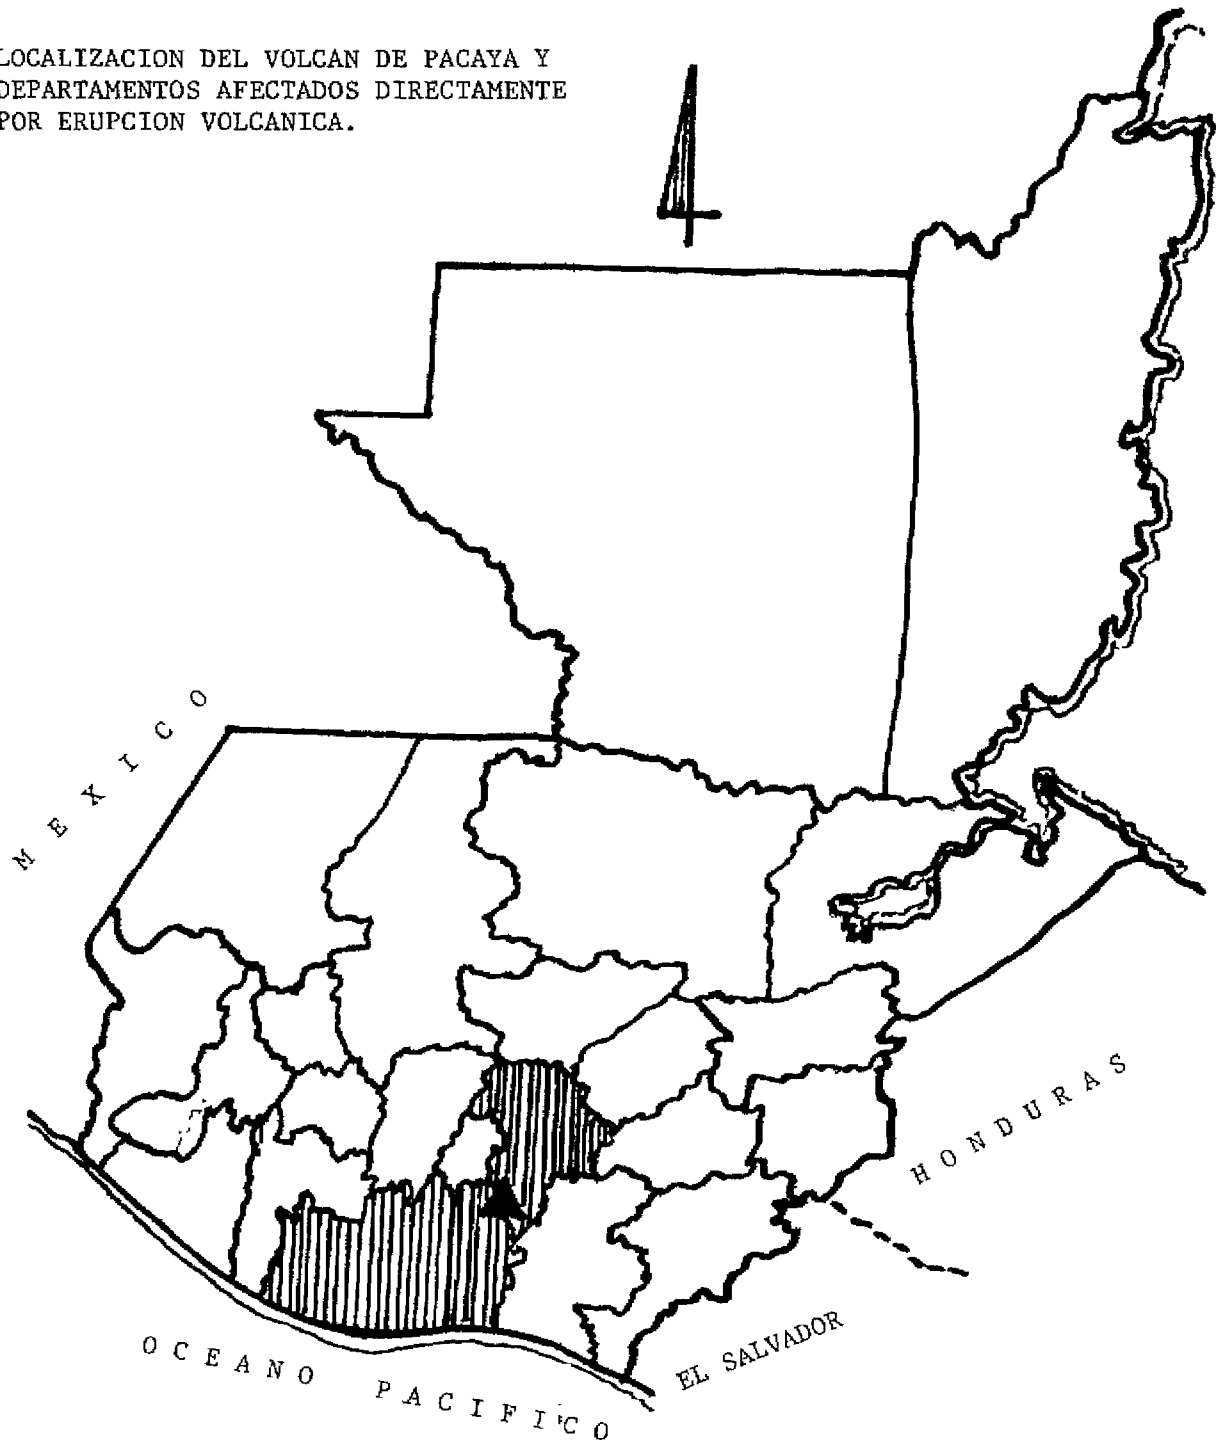 LOCALIZACION DEL VOLCAN DE PACAYA Y
DEPARTAMENTOS AFECTADOS DIRECTAMENTE
POR ERUPCION VOLCANICA.
MEXICO
HONDURAS
EL SALVADOR
OCEANO PACIFICO